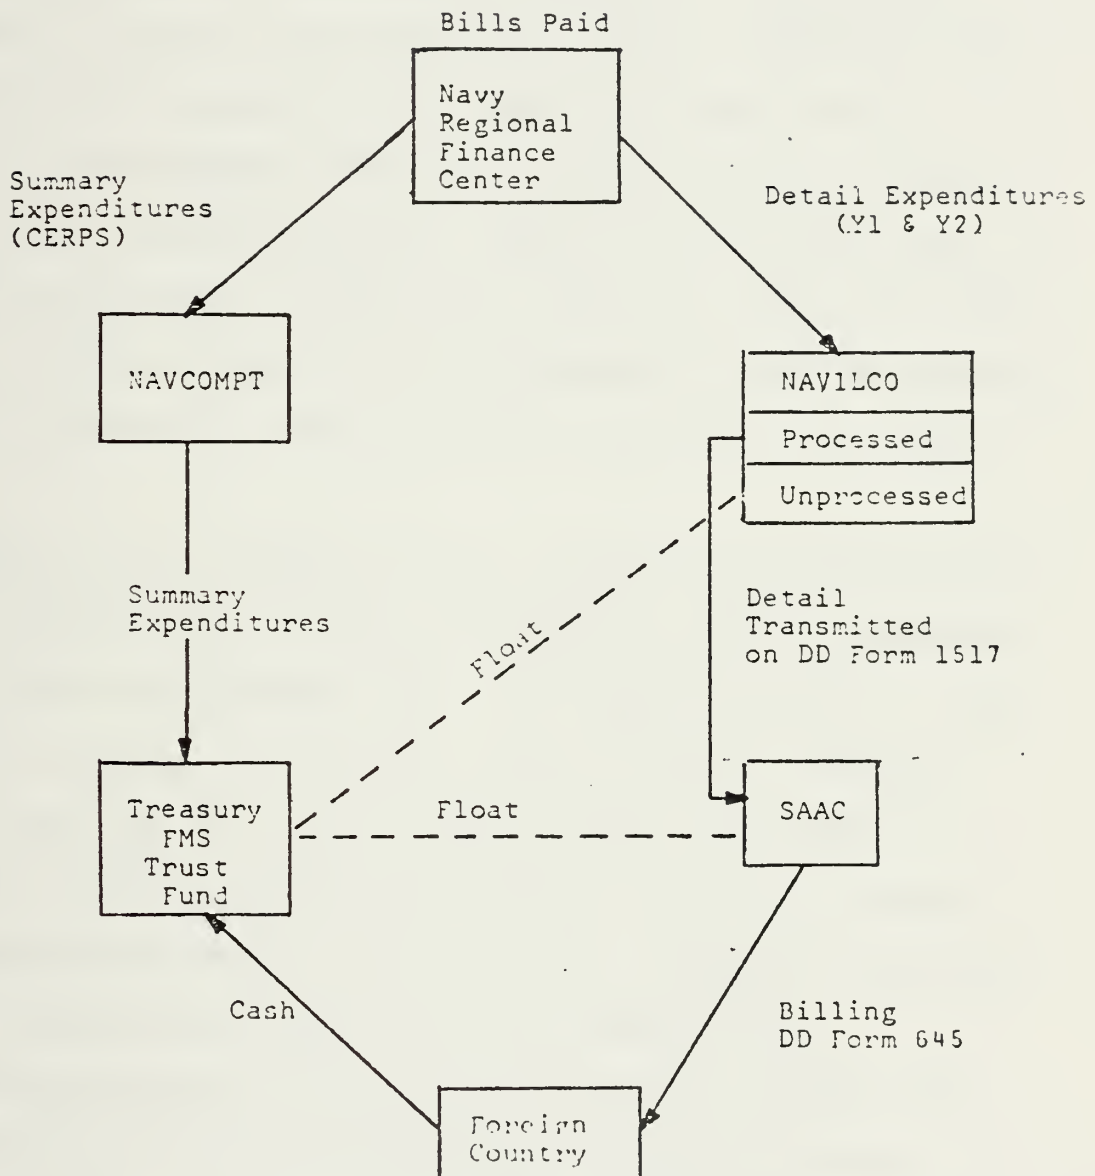 Bills Paid
Navy
Regional
Finance
Center
Summary
Expenditures
(CERPS)
Detail Expenditures
(Y1 & Y2)
NAVCOMPT
NAV1LCO
Processed
Unprocessed
Summary
Expenditures
Float
Detail
Transmitted
on DD Form 1517
Treasury
FMS
Trust
Fund
Float
SAAC
Cash
Billing
DD Form 645
Foreign
Country